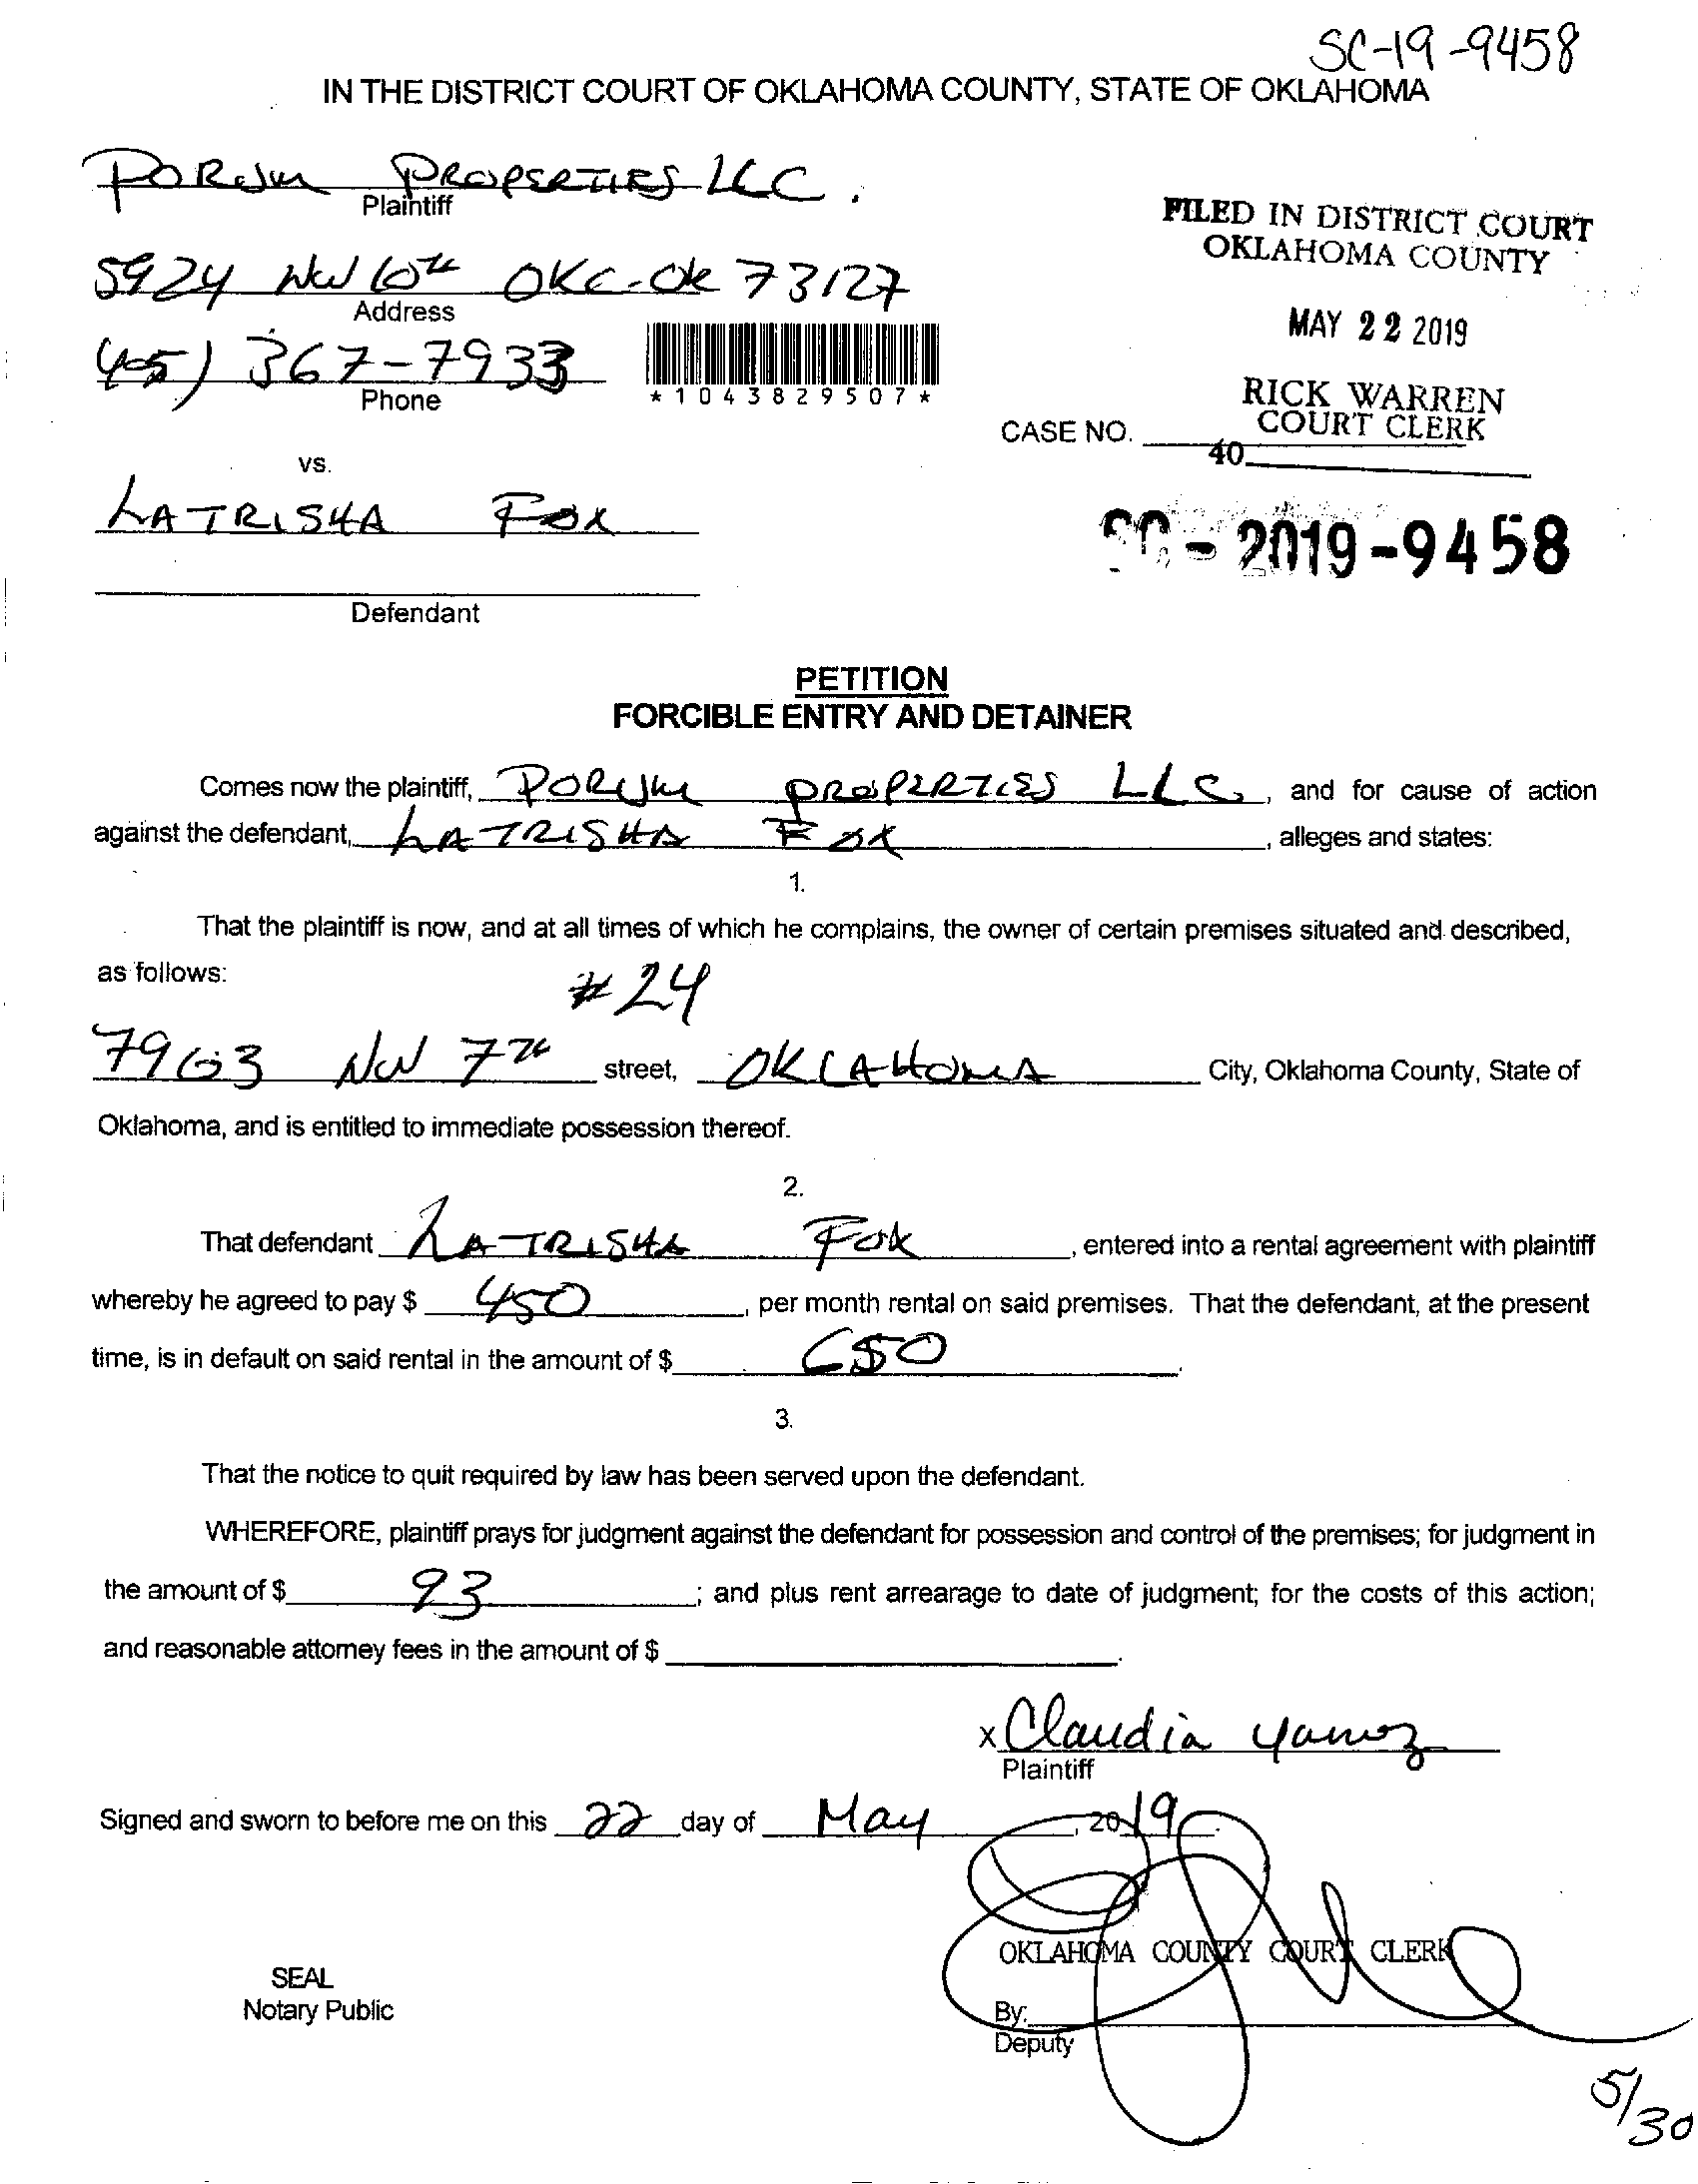 SC-19-9458
IN THE DISTRICT COURT OF OKLAHOMA COUNTY, STATE OF OKLAHOMA
PROPERTIES LLC.
Plaintiff
5924 NW 10th OKC-OK 73127
Address
405) 367-7933
Phone
*1043829507*
FILED IN DISTRICT COURT
OKLAHOMA COUNTY
MAY 22 2019
RICK WARREN
COURT CLERK
CASE NO.
40
vs.
LATRISHA FOX
SC - 2019 - 9458
Defendant
PETITION
FORCIBLE ENTRY AND DETAINER
Comes now the plaintiff, PROPERTIES LLC, and for cause of action
against the defendant, LATRISHA FOX, alleges and states:
1.
That the plaintiff is now, and at all times of which he complains, the owner of certain premises situated and described,
as follows:
#24
7903 NW 7th street, OKLAHOMA City, Oklahoma County, State of
Oklahoma, and is entitled to immediate possession thereof.
2.
That defendant LATRISHA FOX, entered into a rental agreement with plaintiff
whereby he agreed to pay $ 450, per month rental on said premises. That the defendant, at the present
time, is in default on said rental in the amount of $ 650.
3.
That the notice to quit required by law has been served upon the defendant.
WHEREFORE, plaintiff prays for judgment against the defendant for possession and control of the premises; for judgment in
the amount of $ 93; and plus rent arrearage to date of judgment; for the costs of this action;
and reasonable attorney fees in the amount of $ .
x Claudia Yanez
Plaintiff
Signed and sworn to before me on this 22 day of May, 2019.
OKLAHOMA COUNTY COURT CLERK
SEAL
Notary Public
By:
Deputy
5/30